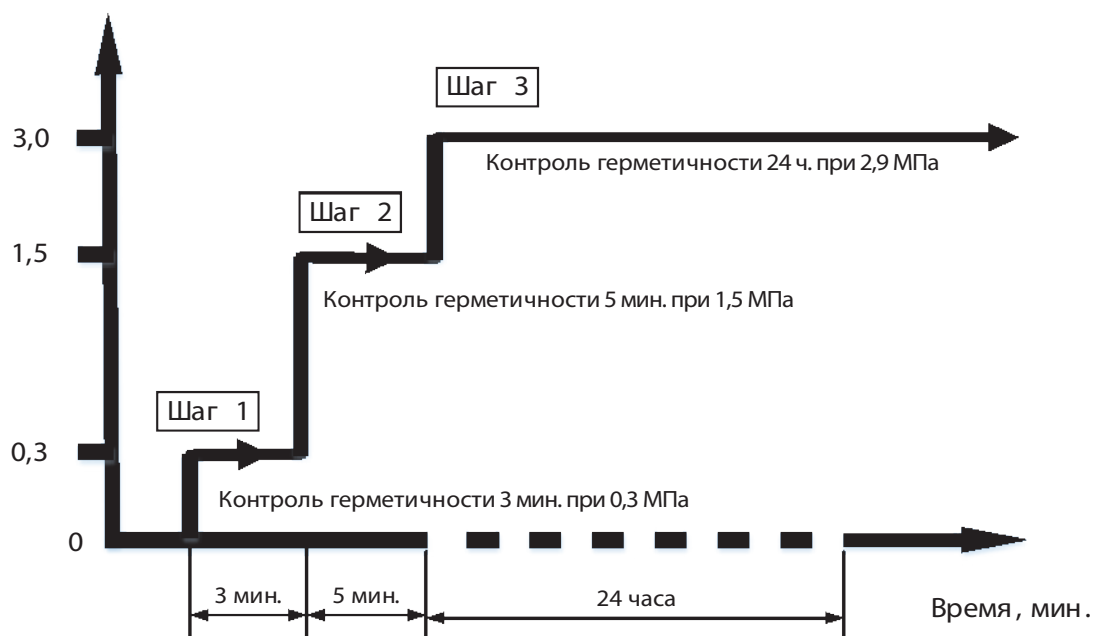 Шаг 3
3,0
Контроль герметичности 24 ч. при 2,9 МПа
Шаг 2
1,5
Контроль герметичности 5 мин. при 1,5 МПа
Шаг 1
0,3
Контроль герметичности 3 мин. при 0,3 МПа
0
3 мин.
5 мин.
24 часа
Время, мин.